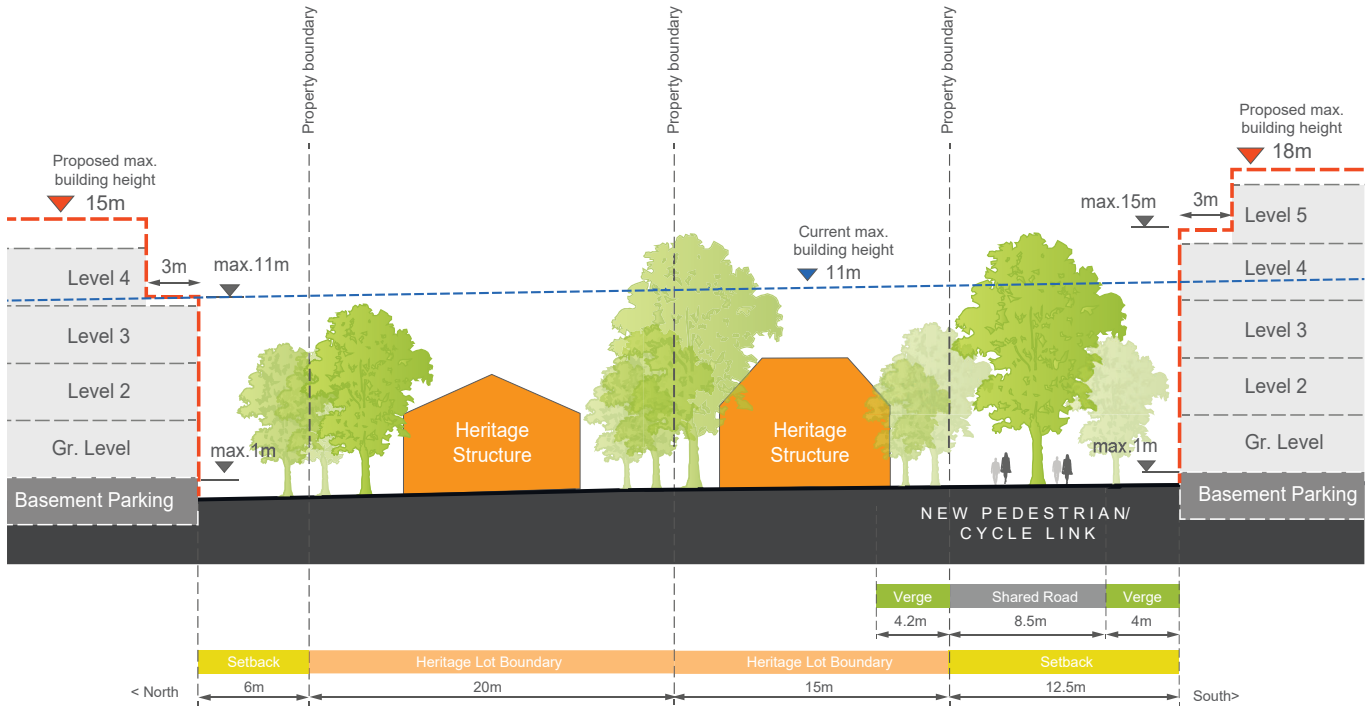 Property boundary
Property boundary
Property boundary
Proposed max.
building height
15m
Proposed max.
building height
18m
max.15m
3m
Level 5
Current max.
building height
11m
3m
max.11m
Level 4
Level 4
Level 3
Level 3
Level 2
Level 2
Gr. Level
max.1m
Heritage
Structure
Heritage
Structure
max.1m
Gr. Level
Basement Parking
Basement Parking
NEW PEDESTRIAN/
CYCLE LINK
Verge
Shared Road
Verge
4.2m
8.5m
4m
Setback
Heritage Lot Boundary
Heritage Lot Boundary
Setback
< North
6m
20m
15m
12.5m
South>